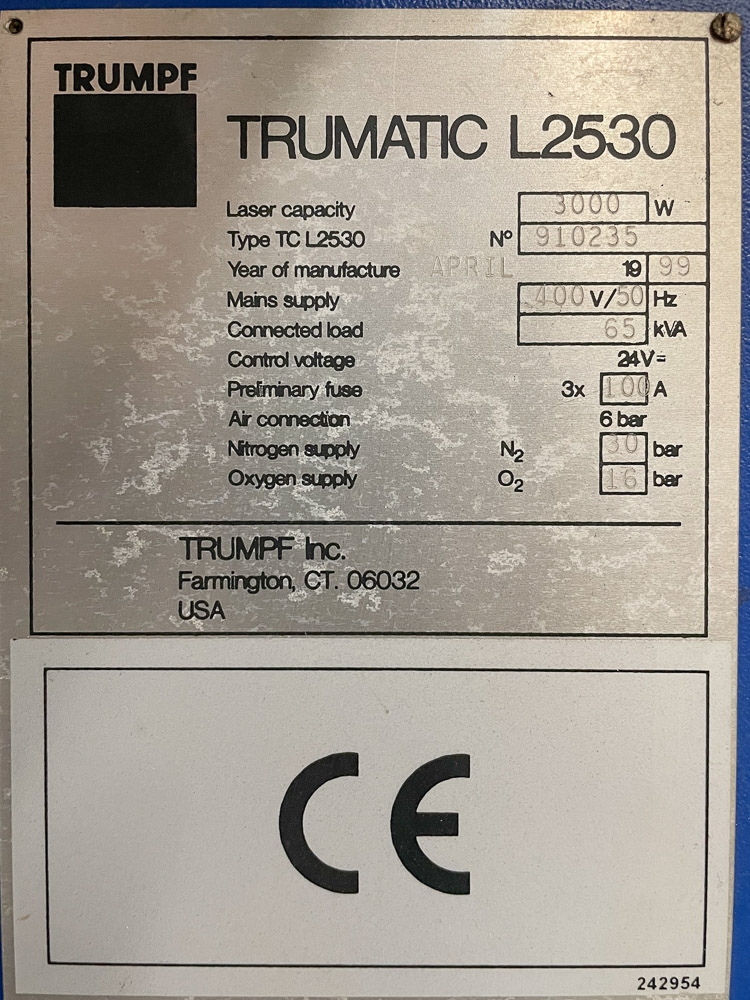 TRUMPF
TRUMATIC L2530
Laser capacity 3000 W
Type TC L2530 Nº 910235
Year of manufacture APRIL 1999
Mains supply 400 V/50 Hz
Connected load 65 kVA
Control voltage 24V=
Preliminary fuse 3x 100 A
Air connection 6 bar
Nitrogen supply N₂ 30 bar
Oxygen supply O₂ 16 bar
TRUMPF Inc.
Farmington, CT. 06032
USA
CE
242954